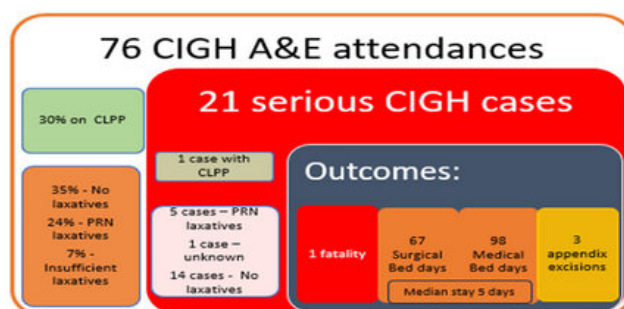 76 CIGH A&E attendances
21 serious CIGH cases
30% on CLPP
35% - No
laxatives
24% - PRN
laxatives
7% -
Insufficient
laxatives
1 case with
CLPP
5 cases – PRN
laxatives
1 case –
unknown
14 cases - No
laxatives
Outcomes:
1 fatality
67
Surgical
Bed days
98
Medical
Bed days
Median stay 5 days
3
appendix
excisions